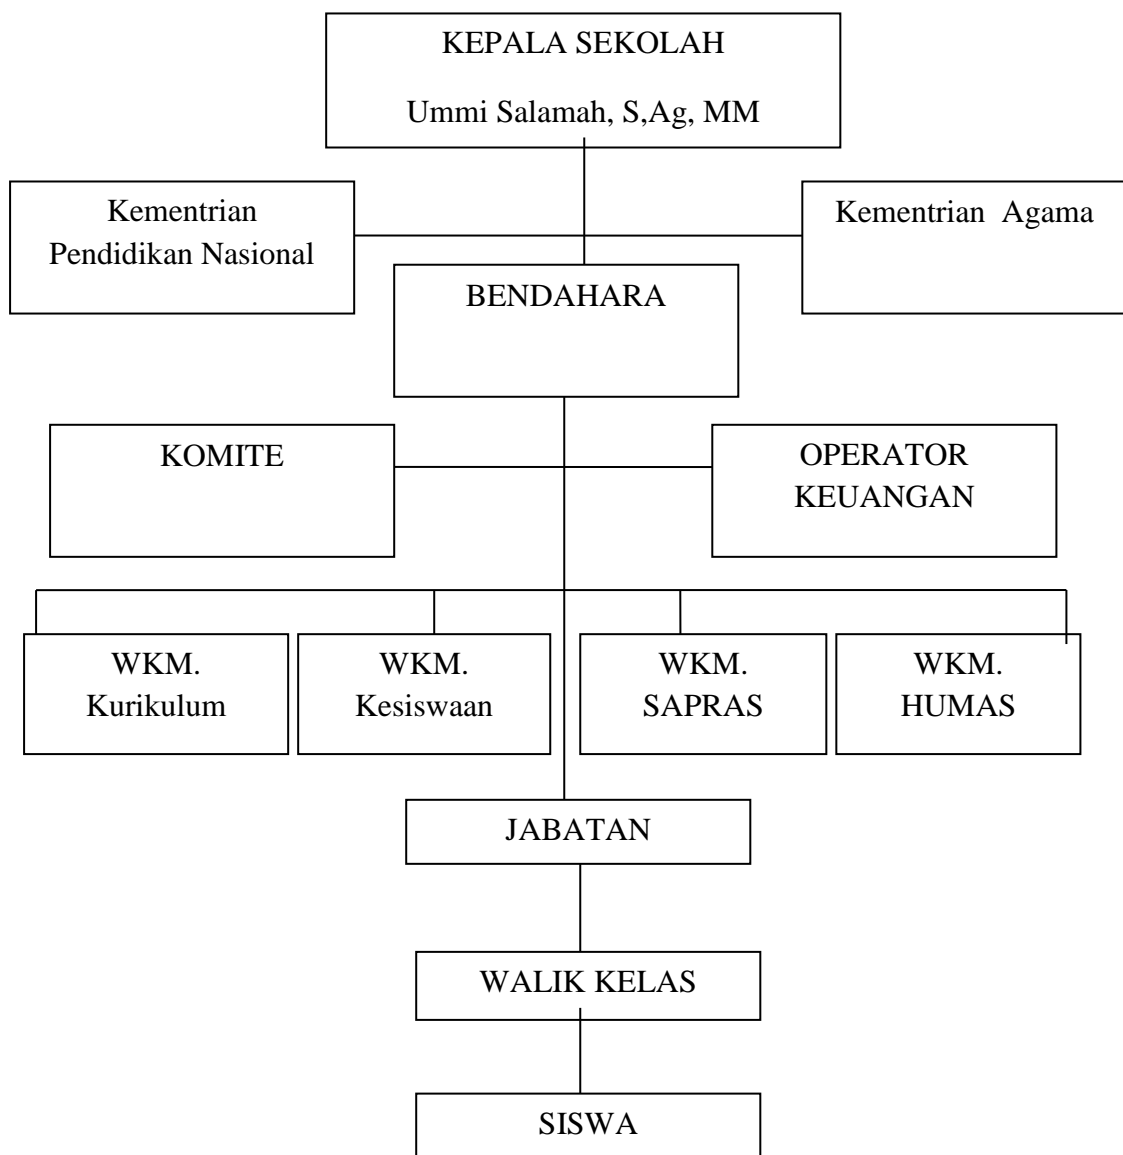 KEPALA SEKOLAH
Ummi Salamah, S,Ag, MM
Kementrian
Pendidikan Nasional
Kementrian Agama
BENDAHARA
KOMITE
OPERATOR
KEUANGAN
WKM.
Kurikulum
WKM.
Kesiswaan
WKM.
SAPRAS
WKM.
HUMAS
JABATAN
WALIK KELAS
SISWA